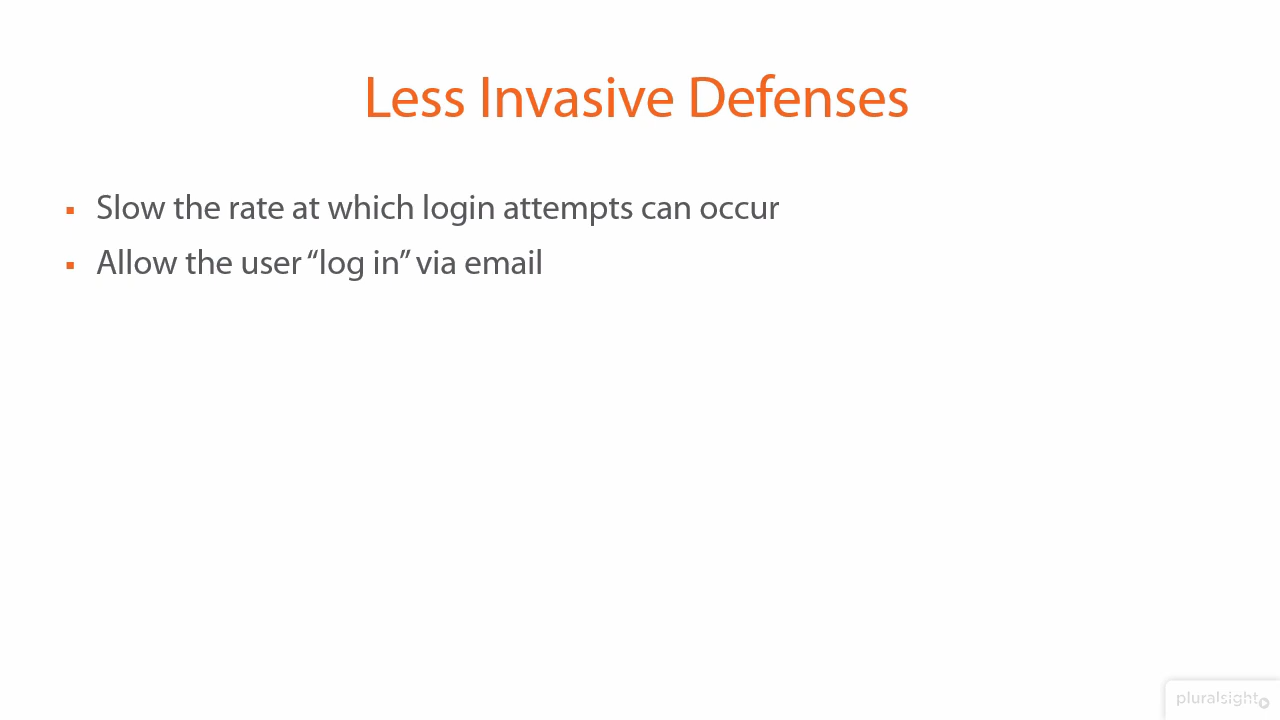 Less Invasive Defenses
▪ Slow the rate at which login attempts can occur
▪ Allow the user “log in” via email
pluralsight